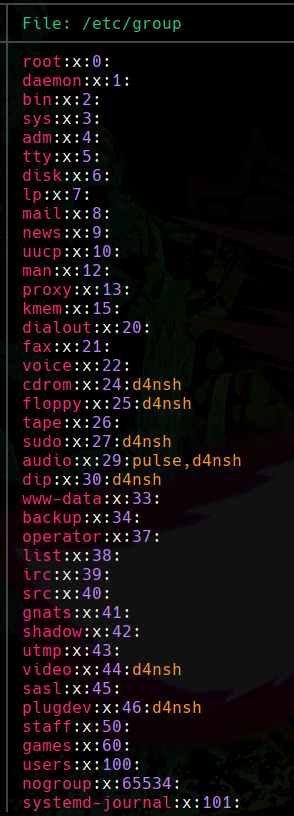 File: /etc/group
root:x:0:
daemon:x:1:
bin:x:2:
sys:x:3:
adm:x:4:
tty:x:5:
disk:x:6:
lp:x:7:
mail:x:8:
news:x:9:
uucp:x:10:
man:x:12:
proxy:x:13:
kmem:x:15:
dialout:x:20:
fax:x:21:
voice:x:22:
cdrom:x:24:d4nsh
floppy:x:25:d4nsh
tape:x:26:
sudo:x:27:d4nsh
audio:x:29:pulse,d4nsh
dip:x:30:d4nsh
www-data:x:33:
backup:x:34:
operator:x:37:
list:x:38:
irc:x:39:
src:x:40:
gnats:x:41:
shadow:x:42:
utmp:x:43:
video:x:44:d4nsh
sasl:x:45:
plugdev:x:46:d4nsh
staff:x:50:
games:x:60:
users:x:100:
nogroup:x:65534:
systemd-journal:x:101: